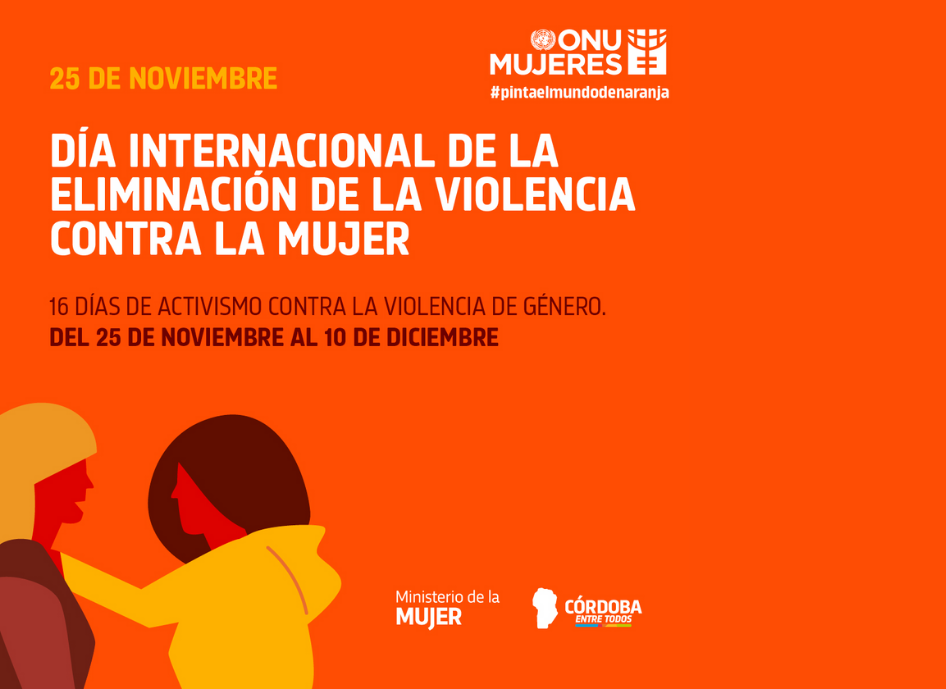 25 DE NOVIEMBRE
ONU
MUJERES
#pintaelmundodenaranja
DÍA INTERNACIONAL DE LA
ELIMINACIÓN DE LA VIOLENCIA
CONTRA LA MUJER
16 DÍAS DE ACTIVISMO CONTRA LA VIOLENCIA DE GÉNERO.
DEL 25 DE NOVIEMBRE AL 10 DE DICIEMBRE
Ministerio de la
MUJER
CÓRDOBA
ENTRE TODOS